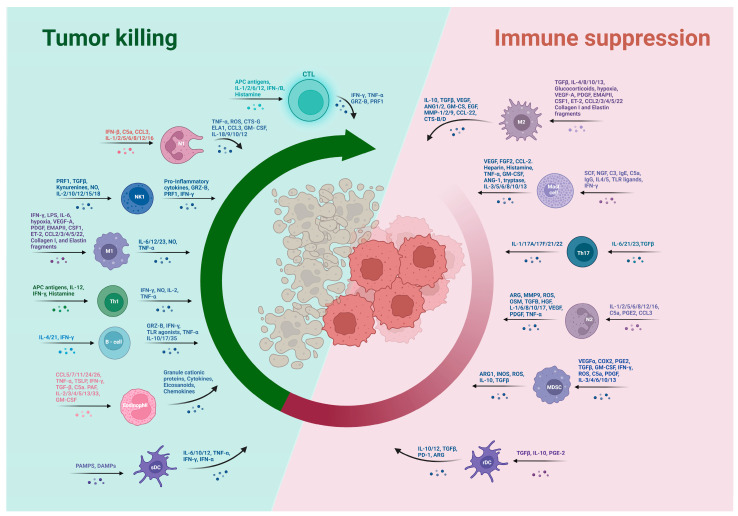 Tumor killing
Immune suppression
CTL
APC antigens,
IL-1/2/6/12, IFN-/B,
Histamine
IFN-γ, TNF-α
GRZ-B, PRF1
IFN-β, C5a, CCL3,
IL-1/2/5/6/8/12/16
TNF-α, ROS, CTS-G
ELA1, CCL3, GM- CSF,
IL-18/9/10/12
PRF1, TGFβ,
Kynurenines, NO,
IL-2/10/12/15/18
NK1
Pro-inflammatory
cytokines, GRZ-B,
PRF1, IFN-γ
IFN-γ, LPS, IL-6,
hypoxia, VEGF-A,
PDGF, EMAPII, CSF1,
ET-2, CCL2/3/4/5/22,
Collagen I, and Elastin
fragments
M1
IL-6/12/23, NO,
TNF-α
APC antigens, IL-12,
IFN-γ, Histamine
Th1
IFN-γ, NO, IL-2,
TNF-α
IL-4/21, IFN-γ
B - cell
GRZ-B, IFN-γ,
TLR agonists, TNF-α
IL-10/17/35
CCL5/7/11/24/26,
TNF-α, TSLP, IFN-γ,
TGF-β, C5a, PAF,
IL-2/3/4/5/13/33,
GM-CSF
Granule cationic
proteins, Cytokines,
Eicosanoids,
Chemokines
PAMPS, DAMPs
IL-6/10/12, TNF-α,
IFN-γ, IFN-α
IL-10, TGFβ, VEGF,
ANG1/2, GM-CS, EGF,
MMP-1/2/9, CCL-22,
CTS-B/D
M2
TGFβ, IL-4/8/10/13,
Glucocorticoids, hypoxia,
VEGF-A, PDGF, EMAPII,
CSF1, ET-2, CCL2/3/4/5/22
Collagen I and Elastin
fragments
VEGF, FGF2, CCL-2.
Heparin, Histamine,
TNF-α, GM-CSF,
ANG-1, tryptase,
IL-3/5/6/8/10/13
Mast
cell
SCF, NGF, C3, IgE, C5a,
IgG, IL4/5, TLR ligands,
IFN-γ
IL-1/17A/17F/21/22
Th17
IL-6/21/23,TGFβ
ARG, MMP9, ROS,
OSM, TGFB, HGF,
L-1/6/8/10/17, VEGF,
PDGF, TNF-α
N2
IL-1/2/5/6/8/12/16,
C5a, PGE2, CCL3
ARG1, INOS, ROS,
IL-10, TGFβ
MDSC
VEGFα, COX2, PGE2,
TGFβ, GM-CSF, IFN-γ,
ROS, C5a, PDGF,
IL-3/4/6/10/13
IL-10/12, TGFβ,
PD-1, ARG
TGFβ, IL-10, PGE-2